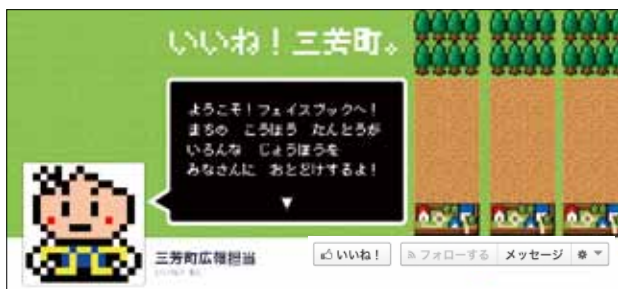 いいね！三芳町。
ようこそ！フェイスブックへ！
まちの こうほう たんとうが
いろんな じょうほうを
みなさんに おとどけするよ！
三芳町広報担当
いいね！
フォローする
メッセージ